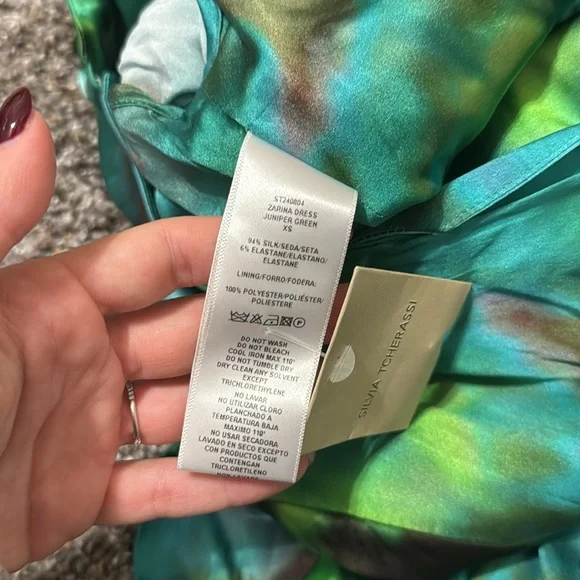 ST240804
ZARINA DRESS
JUNIPER GREEN
XS
94% SILK/SEDA/SETA
6% ELASTANE/ELASTANO/
ELASTANE
LINING/FORRO/FODERA:
100% POLYESTER/POLIÉSTER/
POLIESTERE
DO NOT WASH
DO NOT BLEACH
COOL IRON MAX 110°
DO NOT TUMBLE DRY
DRY CLEAN ANY SOLVENT
EXCEPT
TRICHLORETHYLENE
NO LAVAR
NO UTILIZAR CLORO
PLANCHADO A
TEMPERATURA BAJA
MAXIMO 110°
NO USAR SECADORA
LAVADO EN SECO EXCEPTO
CON PRODUCTOS QUE
CONTENGAN
TRICLORETILENO
NON LAVARE
SILVIA TCHERASSI